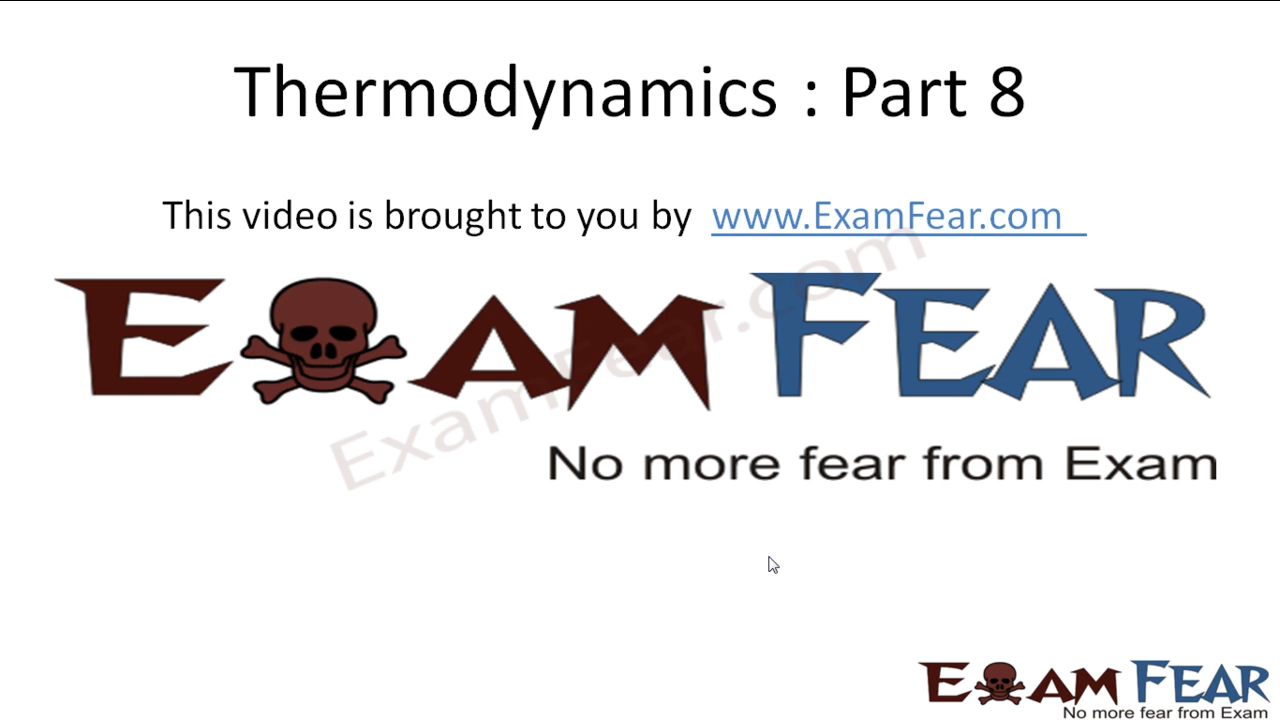 Thermodynamics : Part 8
This video is brought to you by www.ExamFear.com
EXAM FEAR
No more fear from Exam
ExamFear.com
EXAM FEAR
No more fear from Exam